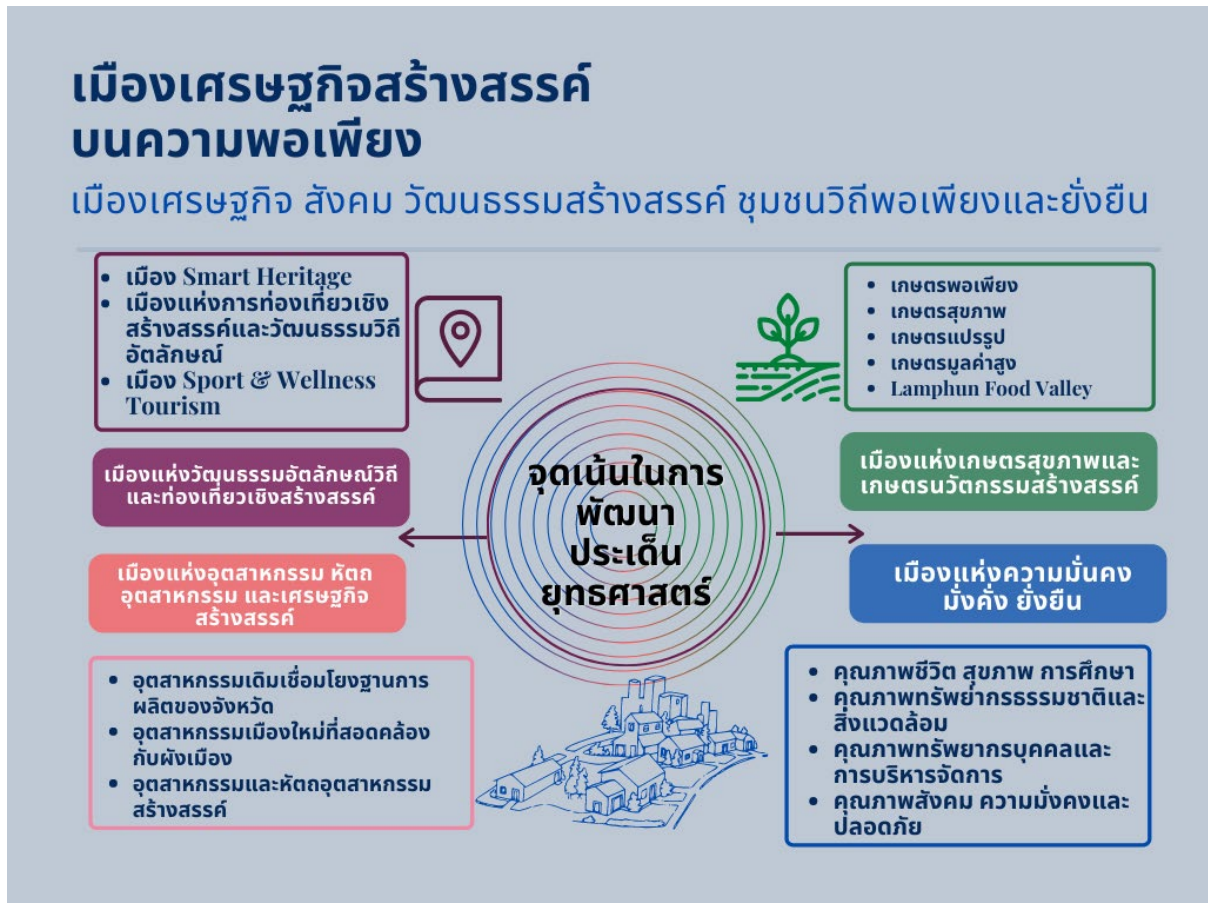 เมืองเศรษฐกิจสร้างสรรค์
บนความพอเพียง
เมืองเศรษฐกิจ สังคม วัฒนธรรมสร้างสรรค์ ชุมชนวิถีพอเพียงและยั่งยืน
• เมือง Smart Heritage
• เมืองแห่งการท่องเที่ยวเชิง
สร้างสรรค์และวัฒนธรรมวิถี
อัตลักษณ์
• เมือง Sport & Wellness
Tourism
• เกษตรพอเพียง
• เกษตรสุขภาพ
• เกษตรแปรรูป
• เกษตรมูลค่าสูง
• Lamphun Food Valley
เมืองแห่งวัฒนธรรมอัตลักษณ์วิถี
และท่องเที่ยวเชิงสร้างสรรค์
จุดเน้นในการ
พัฒนา
ประเด็น
ยุทธศาสตร์
เมืองแห่งเกษตรสุขภาพและ
เกษตรนวัตกรรมสร้างสรรค์
เมืองแห่งอุตสาหกรรม หัตถ
อุตสาหกรรม และเศรษฐกิจ
สร้างสรรค์
เมืองแห่งความมั่นคง
มั่งคั่ง ยั่งยืน
• อุตสาหกรรมเดิมเชื่อมโยงฐานการ
ผลิตของจังหวัด
• อุตสาหกรรมเมืองใหม่ที่สอดคล้อง
กับผังเมือง
• อุตสาหกรรมและหัตถอุตสาหกรรม
สร้างสรรค์
• คุณภาพชีวิต สุขภาพ การศึกษา
• คุณภาพทรัพยากรธรรมชาติและ
สิ่งแวดล้อม
• คุณภาพทรัพยากรบุคคลและ
การบริหารจัดการ
• คุณภาพสังคม ความมั่งคงและ
ปลอดภัย